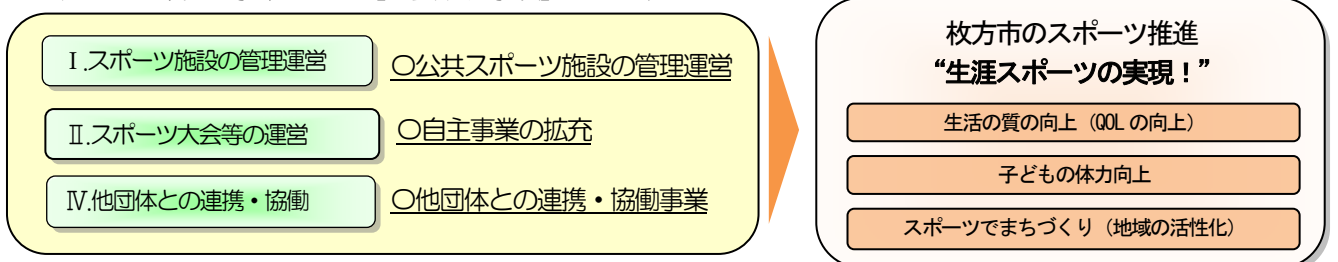 Ⅰ.スポーツ施設の管理運営
〇公共スポーツ施設の管理運営
Ⅱ.スポーツ大会等の運営
〇自主事業の拡充
Ⅳ.他団体との連携・協働
〇他団体との連携・協働事業
枚方市のスポーツ推進
“生涯スポーツの実現!”
生活の質の向上(QOLの向上)
子どもの体力向上
スポーツでまちづくり(地域の活性化)